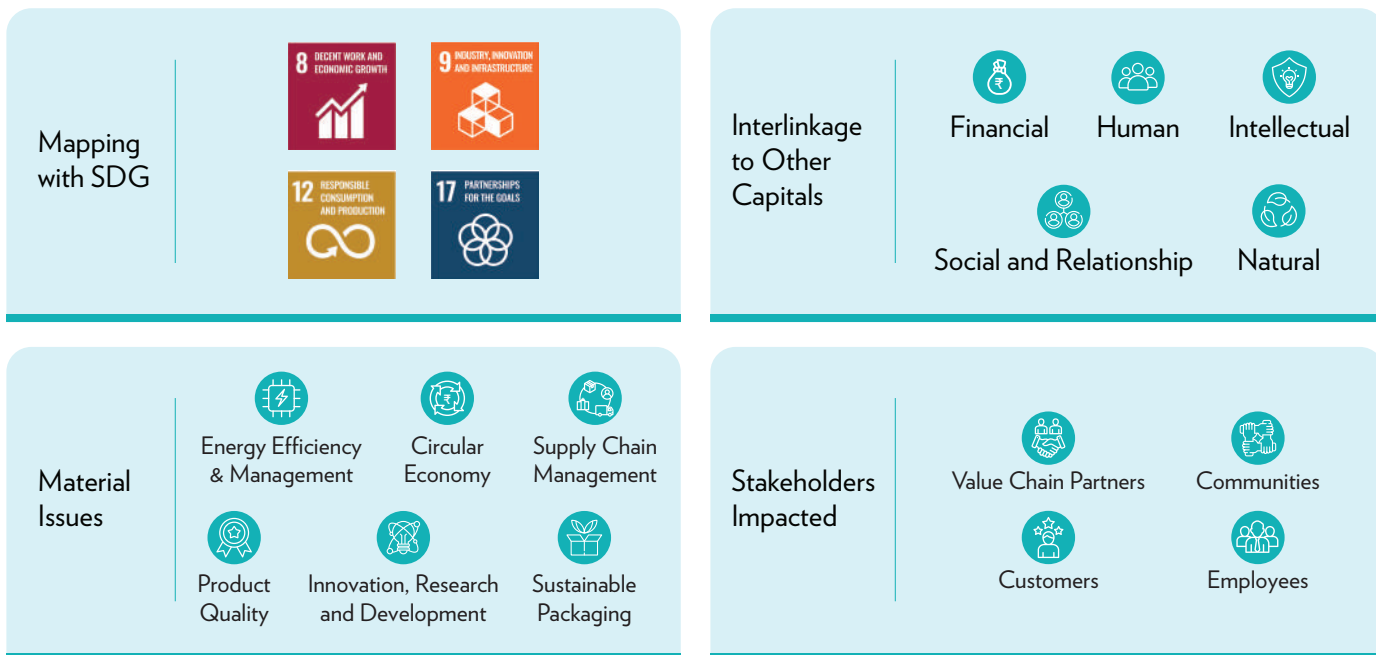 Mapping
with SDG
8 DECENT WORK AND
ECONOMIC GROWTH
9 INDUSTRY, INNOVATION
AND INFRASTRUCTURE
12 RESPONSIBLE
CONSUMPTION
AND PRODUCTION
17 PARTNERSHIPS
FOR THE GOALS
Interlinkage
to Other
Capitals
₹
Financial
Human
Intellectual
Social and Relationship
Natural
Material
Issues
Energy Efficiency
& Management
₹
Circular
Economy
Supply Chain
Management
Product
Quality
Innovation, Research
and Development
Sustainable
Packaging
Stakeholders
Impacted
Value Chain Partners
Communities
Customers
Employees